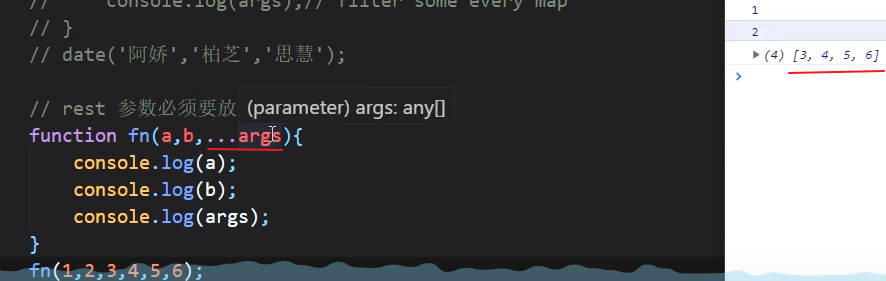 //     console.log(args);// filter some every map
// }
// date('阿娇','柏芝','思慧');
// rest 参数必须要放
(parameter) args: any[]
function fn(a,b,...args){
    console.log(a);
    console.log(b);
    console.log(args);
}
fn(1,2,3,4,5,6);
1
2
▶ (4) [3, 4, 5, 6]
>